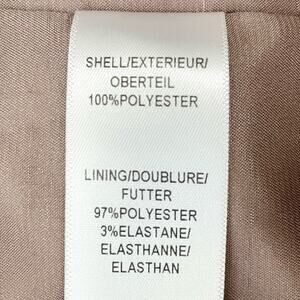 SHELL/EXTERIEUR/
OBERTEIL
100%POLYESTER
LINING/DOUBLURE/
FUTTER
97%POLYESTER
3%ELASTANE/
ELASTHANNE/
ELASTHAN